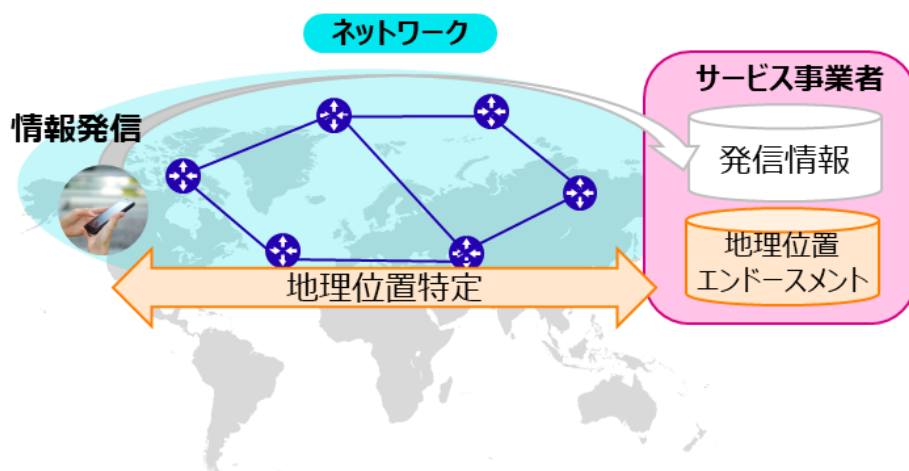 ネットワーク
サービス事業者
情報発信
発信情報
地理位置
エンドースメント
地理位置特定